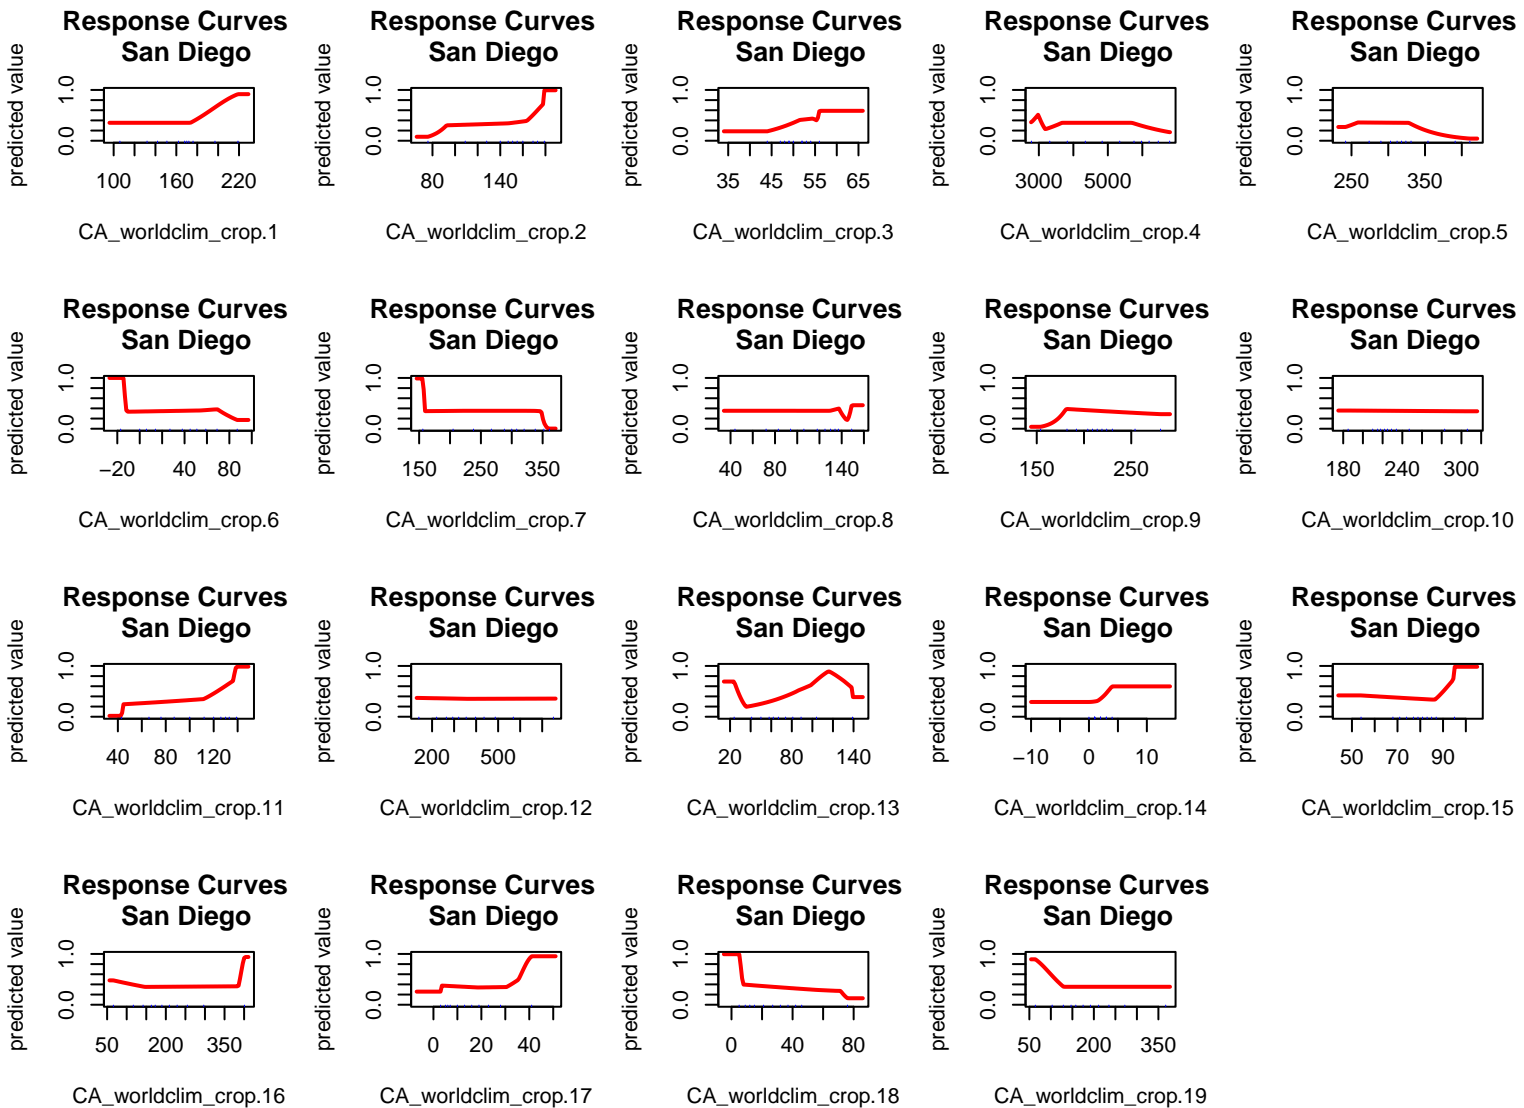 Response Curves
San Diego
predicted value
0.0 1.0
100 160 220
CA_worldclim_crop.1
Response Curves
San Diego
predicted value
0.0 1.0
80 140
CA_worldclim_crop.2
Response Curves
San Diego
predicted value
0.0 1.0
35 45 55 65
CA_worldclim_crop.3
Response Curves
San Diego
predicted value
0.0 1.0
3000 5000
CA_worldclim_crop.4
Response Curves
San Diego
predicted value
0.0 1.0
250 350
CA_worldclim_crop.5
Response Curves
San Diego
predicted value
0.0 1.0
−20 40 80
CA_worldclim_crop.6
Response Curves
San Diego
predicted value
0.0 1.0
150 250 350
CA_worldclim_crop.7
Response Curves
San Diego
predicted value
0.0 1.0
40 80 140
CA_worldclim_crop.8
Response Curves
San Diego
predicted value
0.0 1.0
150 250
CA_worldclim_crop.9
Response Curves
San Diego
predicted value
0.0 1.0
180 240 300
CA_worldclim_crop.10
Response Curves
San Diego
predicted value
0.0 1.0
40 80 120
CA_worldclim_crop.11
Response Curves
San Diego
predicted value
0.0 1.0
200 500
CA_worldclim_crop.12
Response Curves
San Diego
predicted value
0.0 1.0
20 80 140
CA_worldclim_crop.13
Response Curves
San Diego
predicted value
0.0 1.0
−10 0 10
CA_worldclim_crop.14
Response Curves
San Diego
predicted value
0.0 1.0
50 70 90
CA_worldclim_crop.15
Response Curves
San Diego
predicted value
0.0 1.0
50 200 350
CA_worldclim_crop.16
Response Curves
San Diego
predicted value
0.0 1.0
0 20 40
CA_worldclim_crop.17
Response Curves
San Diego
predicted value
0.0 1.0
0 40 80
CA_worldclim_crop.18
Response Curves
San Diego
predicted value
0.0 1.0
50 200 350
CA_worldclim_crop.19